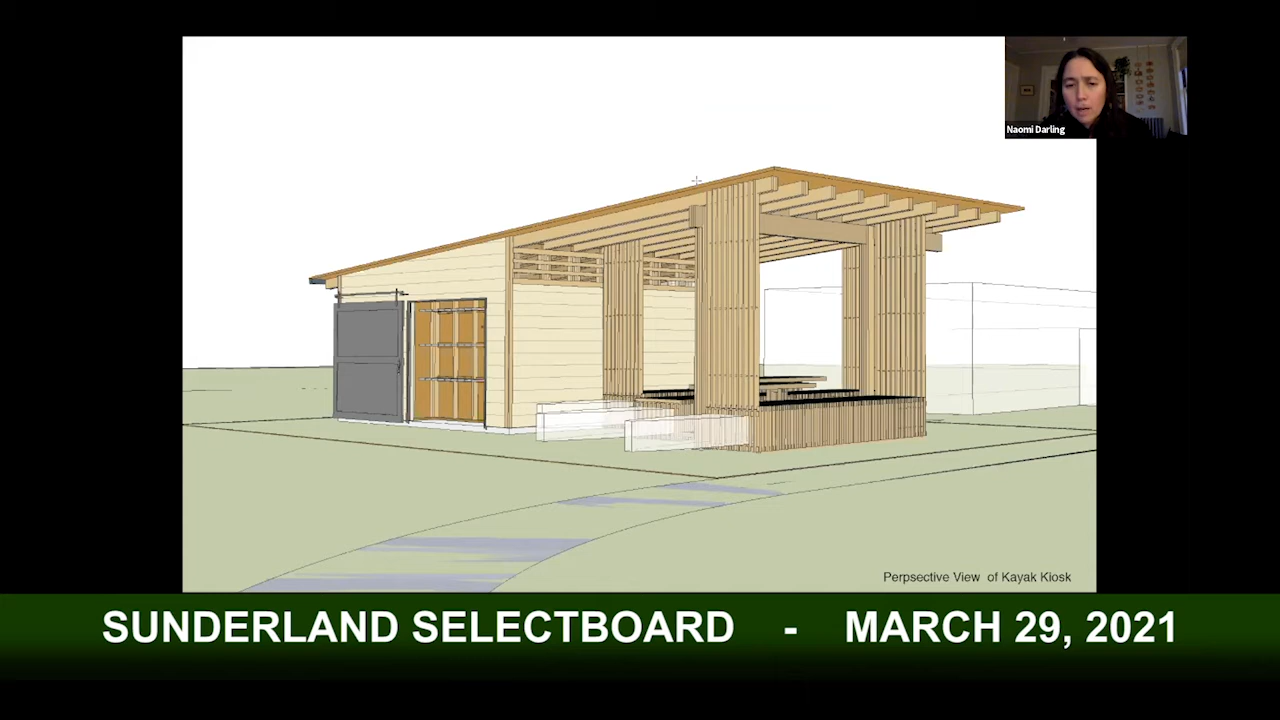 Naomi Darling
Perpsective View of Kayak Kiosk
SUNDERLAND SELECTBOARD - MARCH 29, 2021